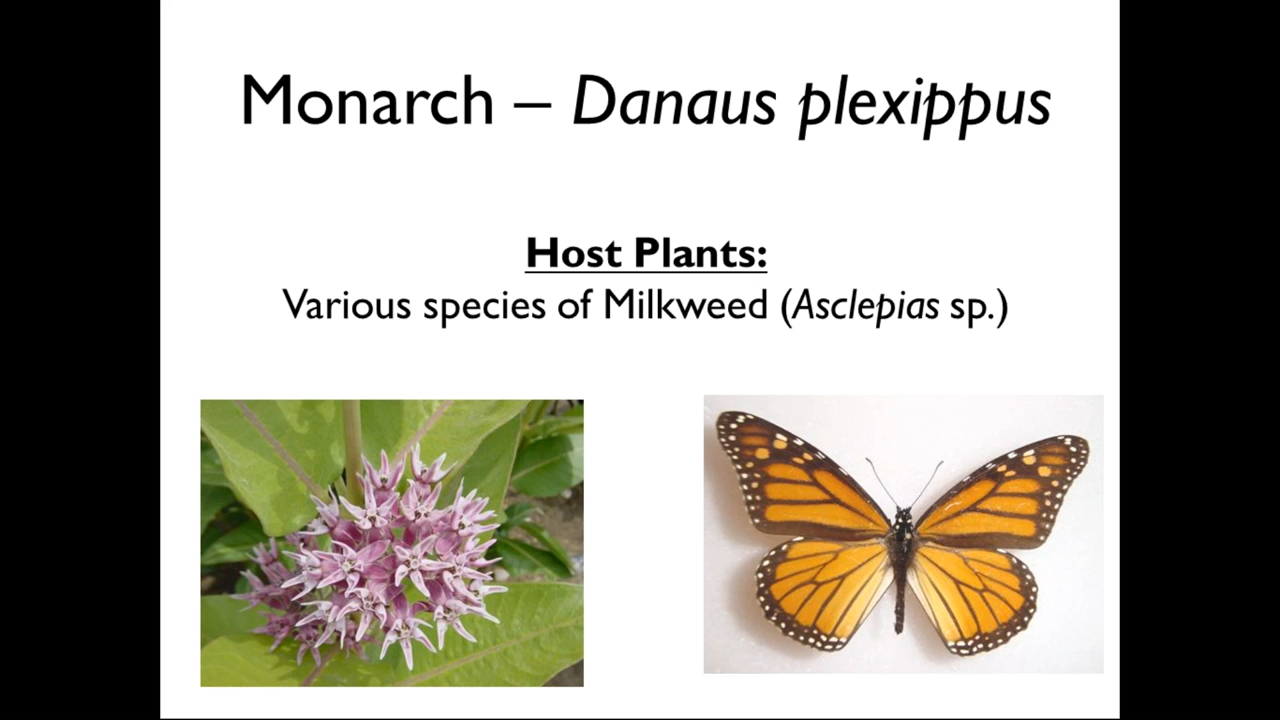 Monarch – Danaus plexippus
Host Plants:
Various species of Milkweed (Asclepias sp.)